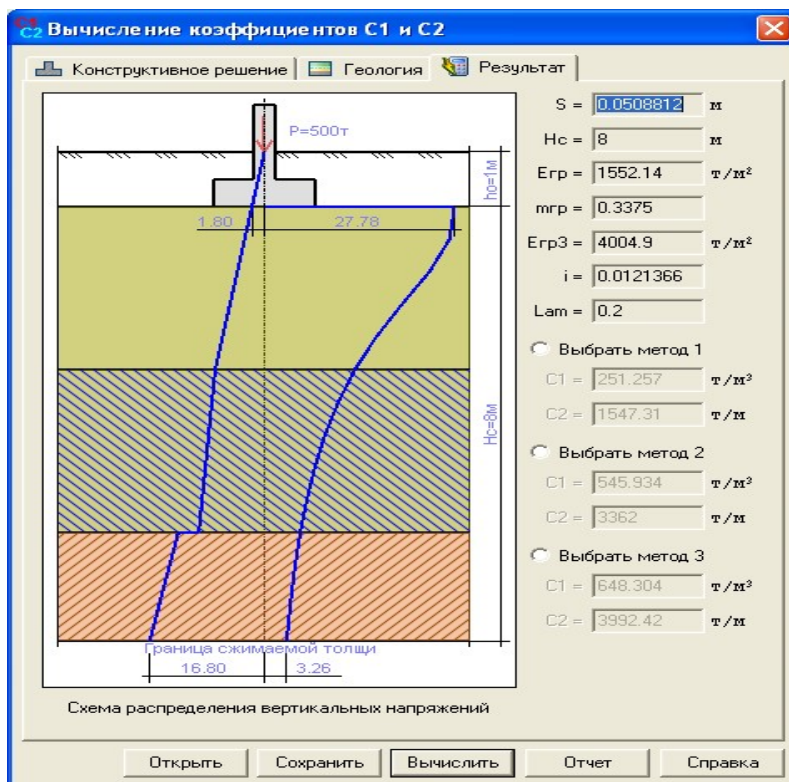 C1 C2 Вычисление коэффициентов C1 и C2
Конструктивное решение
Геология
Результат
P=500т
ho=1м
1.80
27.78
Hc=8м
Граница сжимаемой толщи
16.80
3.26
Схема распределения вертикальных напряжений
S = 0.0508812 м
Hc = 8 м
Егр = 1552.14 т/м²
mгр = 0.3375
Егр3 = 4004.9 т/м²
i = 0.0121366
Lam = 0.2
Выбрать метод 1
C1 = 251.257 т/м³
C2 = 1547.31 т/м
Выбрать метод 2
C1 = 545.934 т/м³
C2 = 3362 т/м
Выбрать метод 3
C1 = 648.304 т/м³
C2 = 3992.42 т/м
Открыть
Сохранить
Вычислить
Отчет
Справка